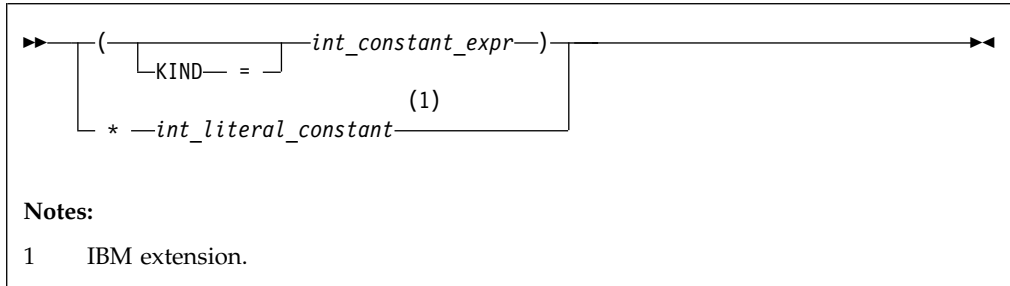 ( int_constant_expr )
KIND =
(1)
* int_literal_constant
Notes:
1 IBM extension.